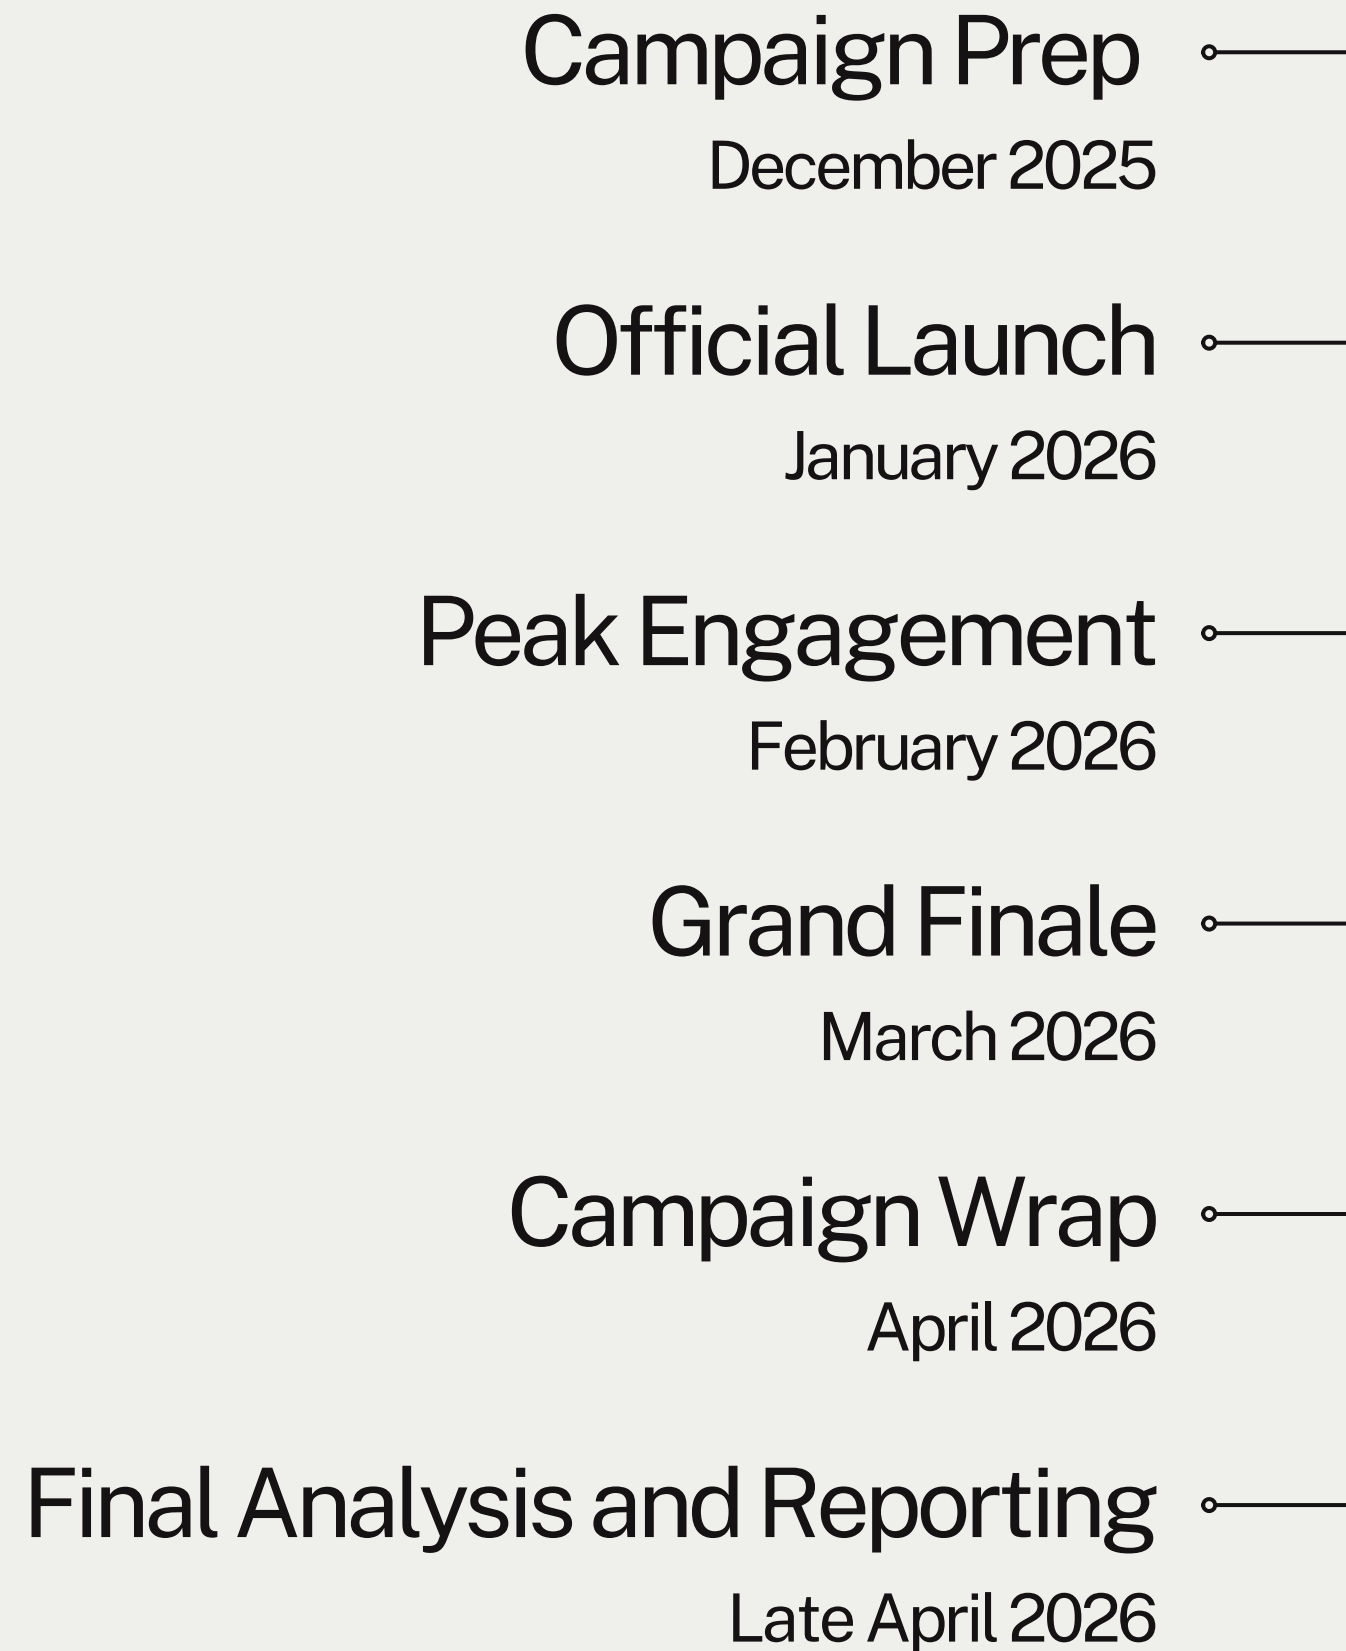 Campaign Prep
December 2025
Official Launch
January 2026
Peak Engagement
February 2026
Grand Finale
March 2026
Campaign Wrap
April 2026
Final Analysis and Reporting
Late April 2026